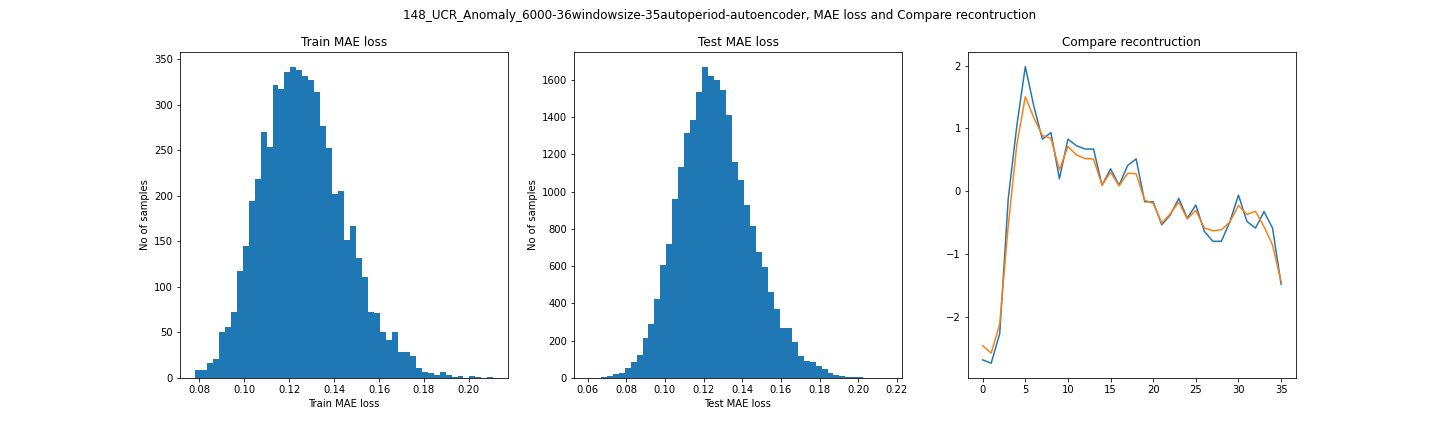 148_UCR_Anomaly_6000-36windowsize-35autoperiod-autoencoder, MAE loss and Compare recontruction
Train MAE loss
350
300
250
200
150
100
50
0
No of samples
0.08 0.10 0.12 0.14 0.16 0.18 0.20
Train MAE loss
Test MAE loss
1600
1400
1200
1000
800
600
400
200
0
No of samples
0.06 0.08 0.10 0.12 0.14 0.16 0.18 0.20 0.22
Test MAE loss
Compare recontruction
2
1
0
−1
−2
0 5 10 15 20 25 30 35